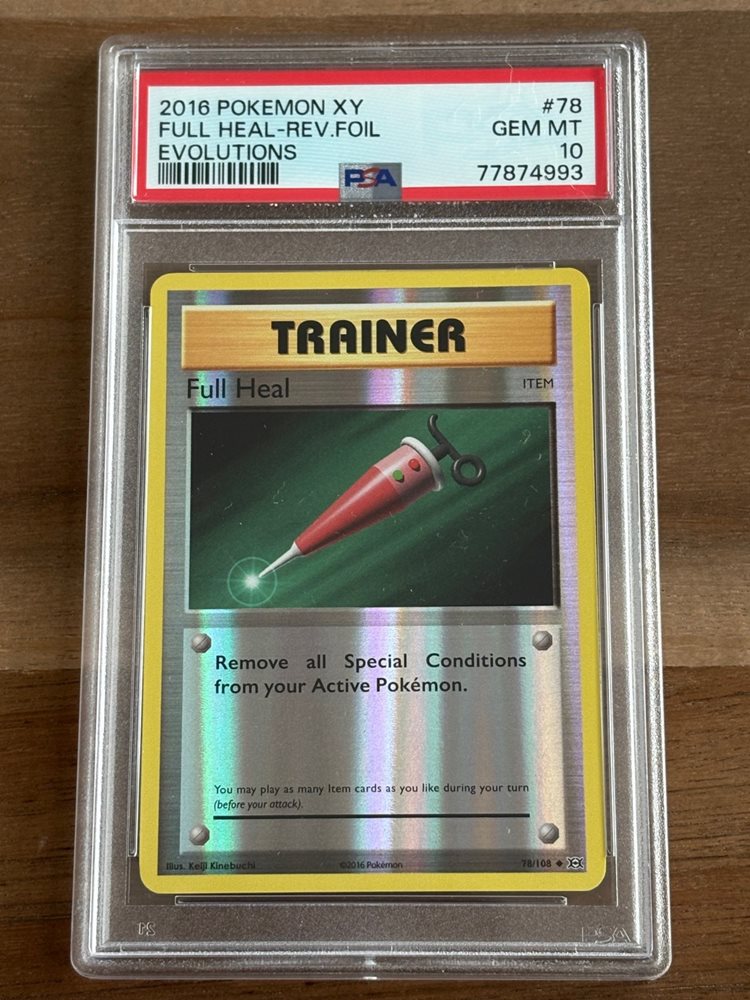 2016 POKEMON XY #78
FULL HEAL-REV.FOIL GEM MT
EVOLUTIONS 10
PSA 77874993
TRAINER
Full Heal ITEM
Remove all Special Conditions
from your Active Pokémon.
You may play as many Item cards as you like during your turn
(before your attack).
Illus. Keiji Kinebuchi ©2016 Pokémon 78/108
PSA